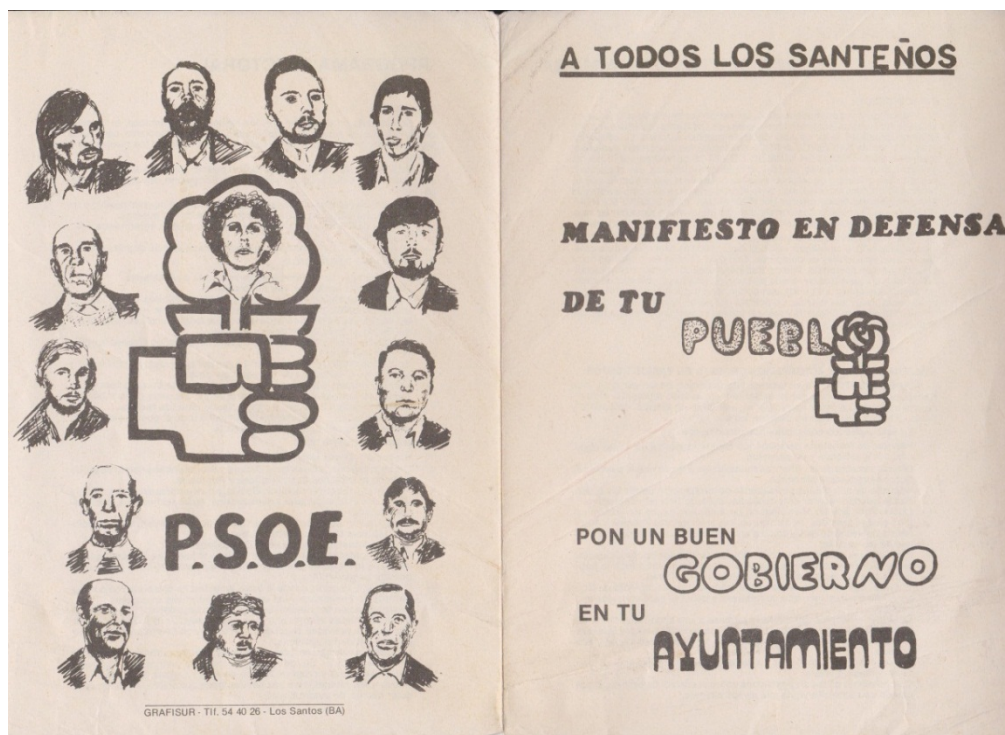 P.S.O.E.
GRAFISUR - Tlf. 54 40 26 - Los Santos (BA)
A TODOS LOS SANTEÑOS
MANIFIESTO EN DEFENSA
DE TU
PUEBLO
PON UN BUEN
GOBIERNO
EN TU
AYUNTAMIENTO